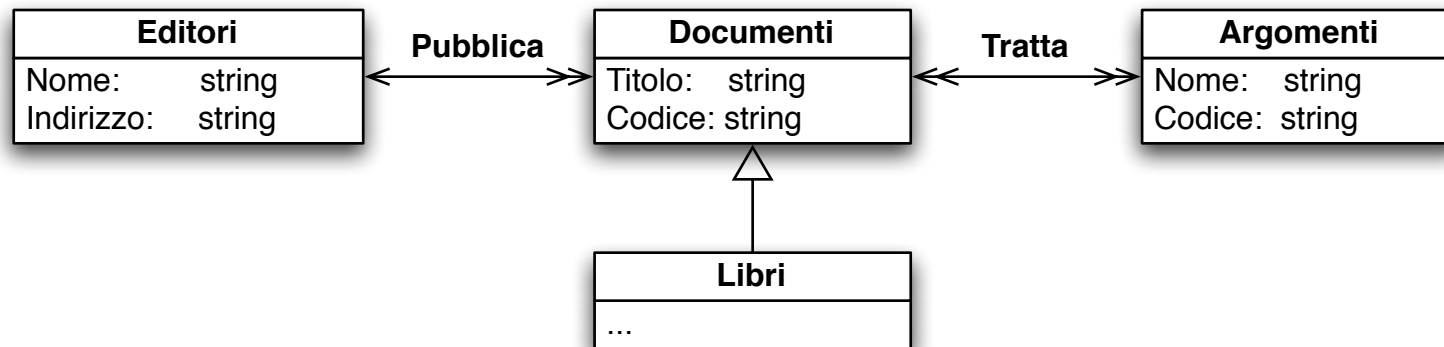 Editori
Nome: string
Indirizzo: string
Pubblica
Documenti
Titolo: string
Codice: string
Tratta
Argomenti
Nome: string
Codice: string
Libri
...